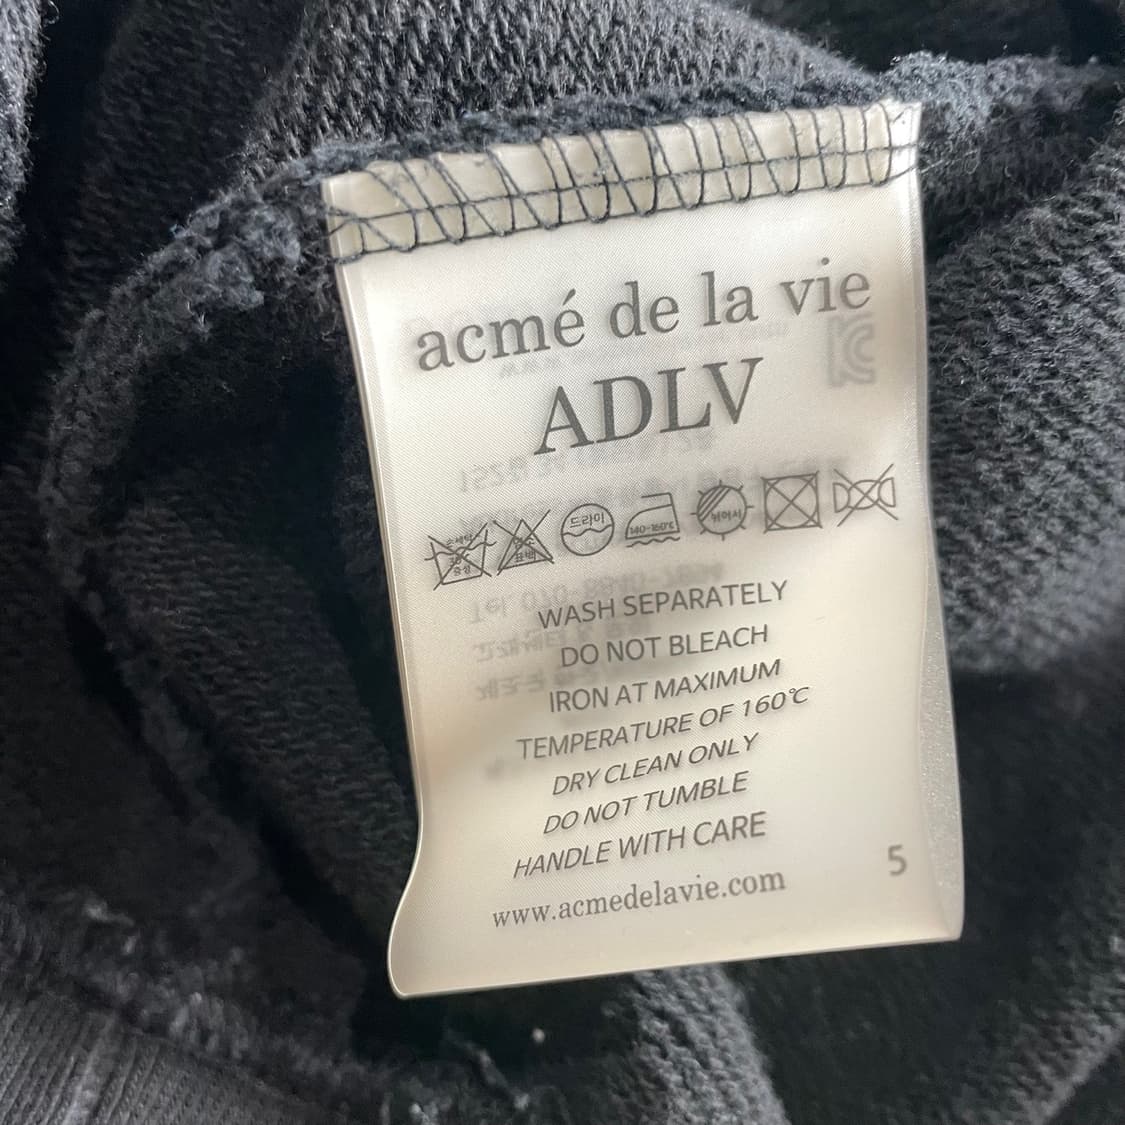 acmé de la vie
ADLV
드라이
140~160℃
WASH SEPARATELY
DO NOT BLEACH
IRON AT MAXIMUM
TEMPERATURE OF 160℃
DRY CLEAN ONLY
DO NOT TUMBLE
HANDLE WITH CARE
5
www.acmedelavie.com